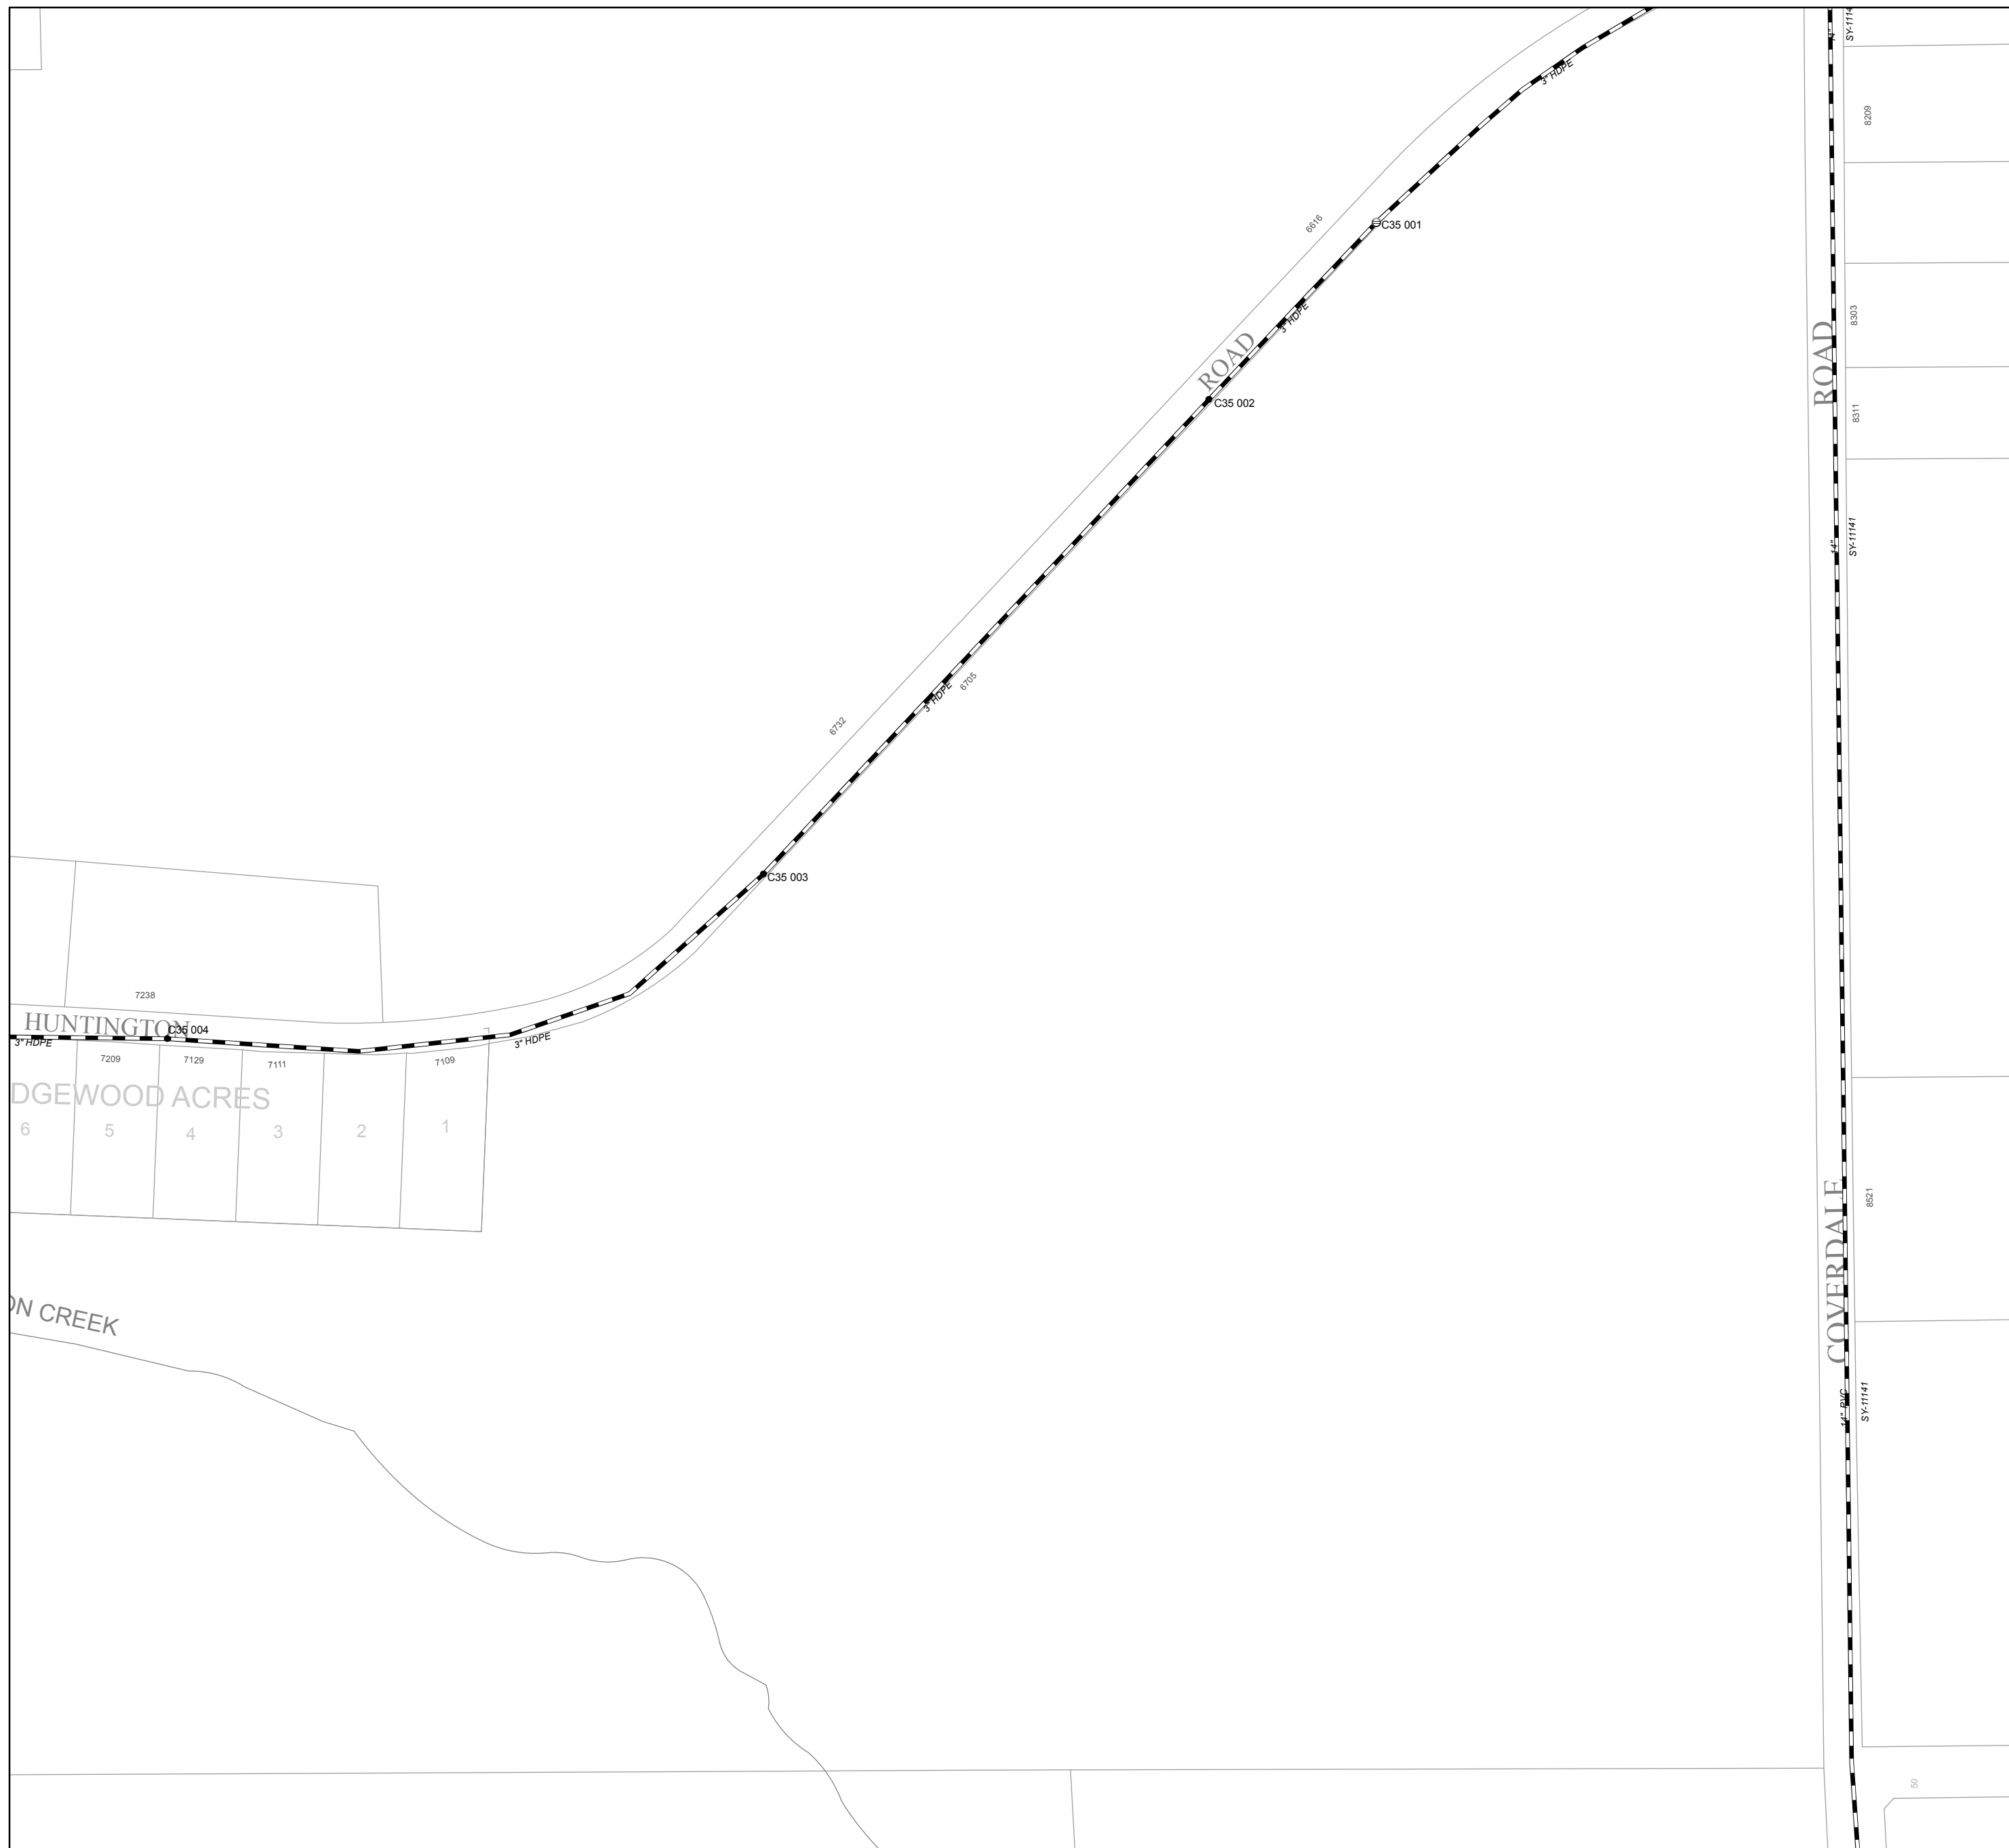 14"
SY-1114
3" HDPE
8209
6616
C35 001
3" HDPE
8303
ROAD
ROAD
C35 002
8311
14"
SY-11141
3" HDPE
6705
6732
C35 003
7238
HUNTINGTON
C35 004
3" HDPE
3" HDPE
7209
7129
7111
7109
DGEWOOD ACRES
6
5
4
3
2
1
8521
COVERDALE
ON CREEK
14" PVC
SY-11141
50